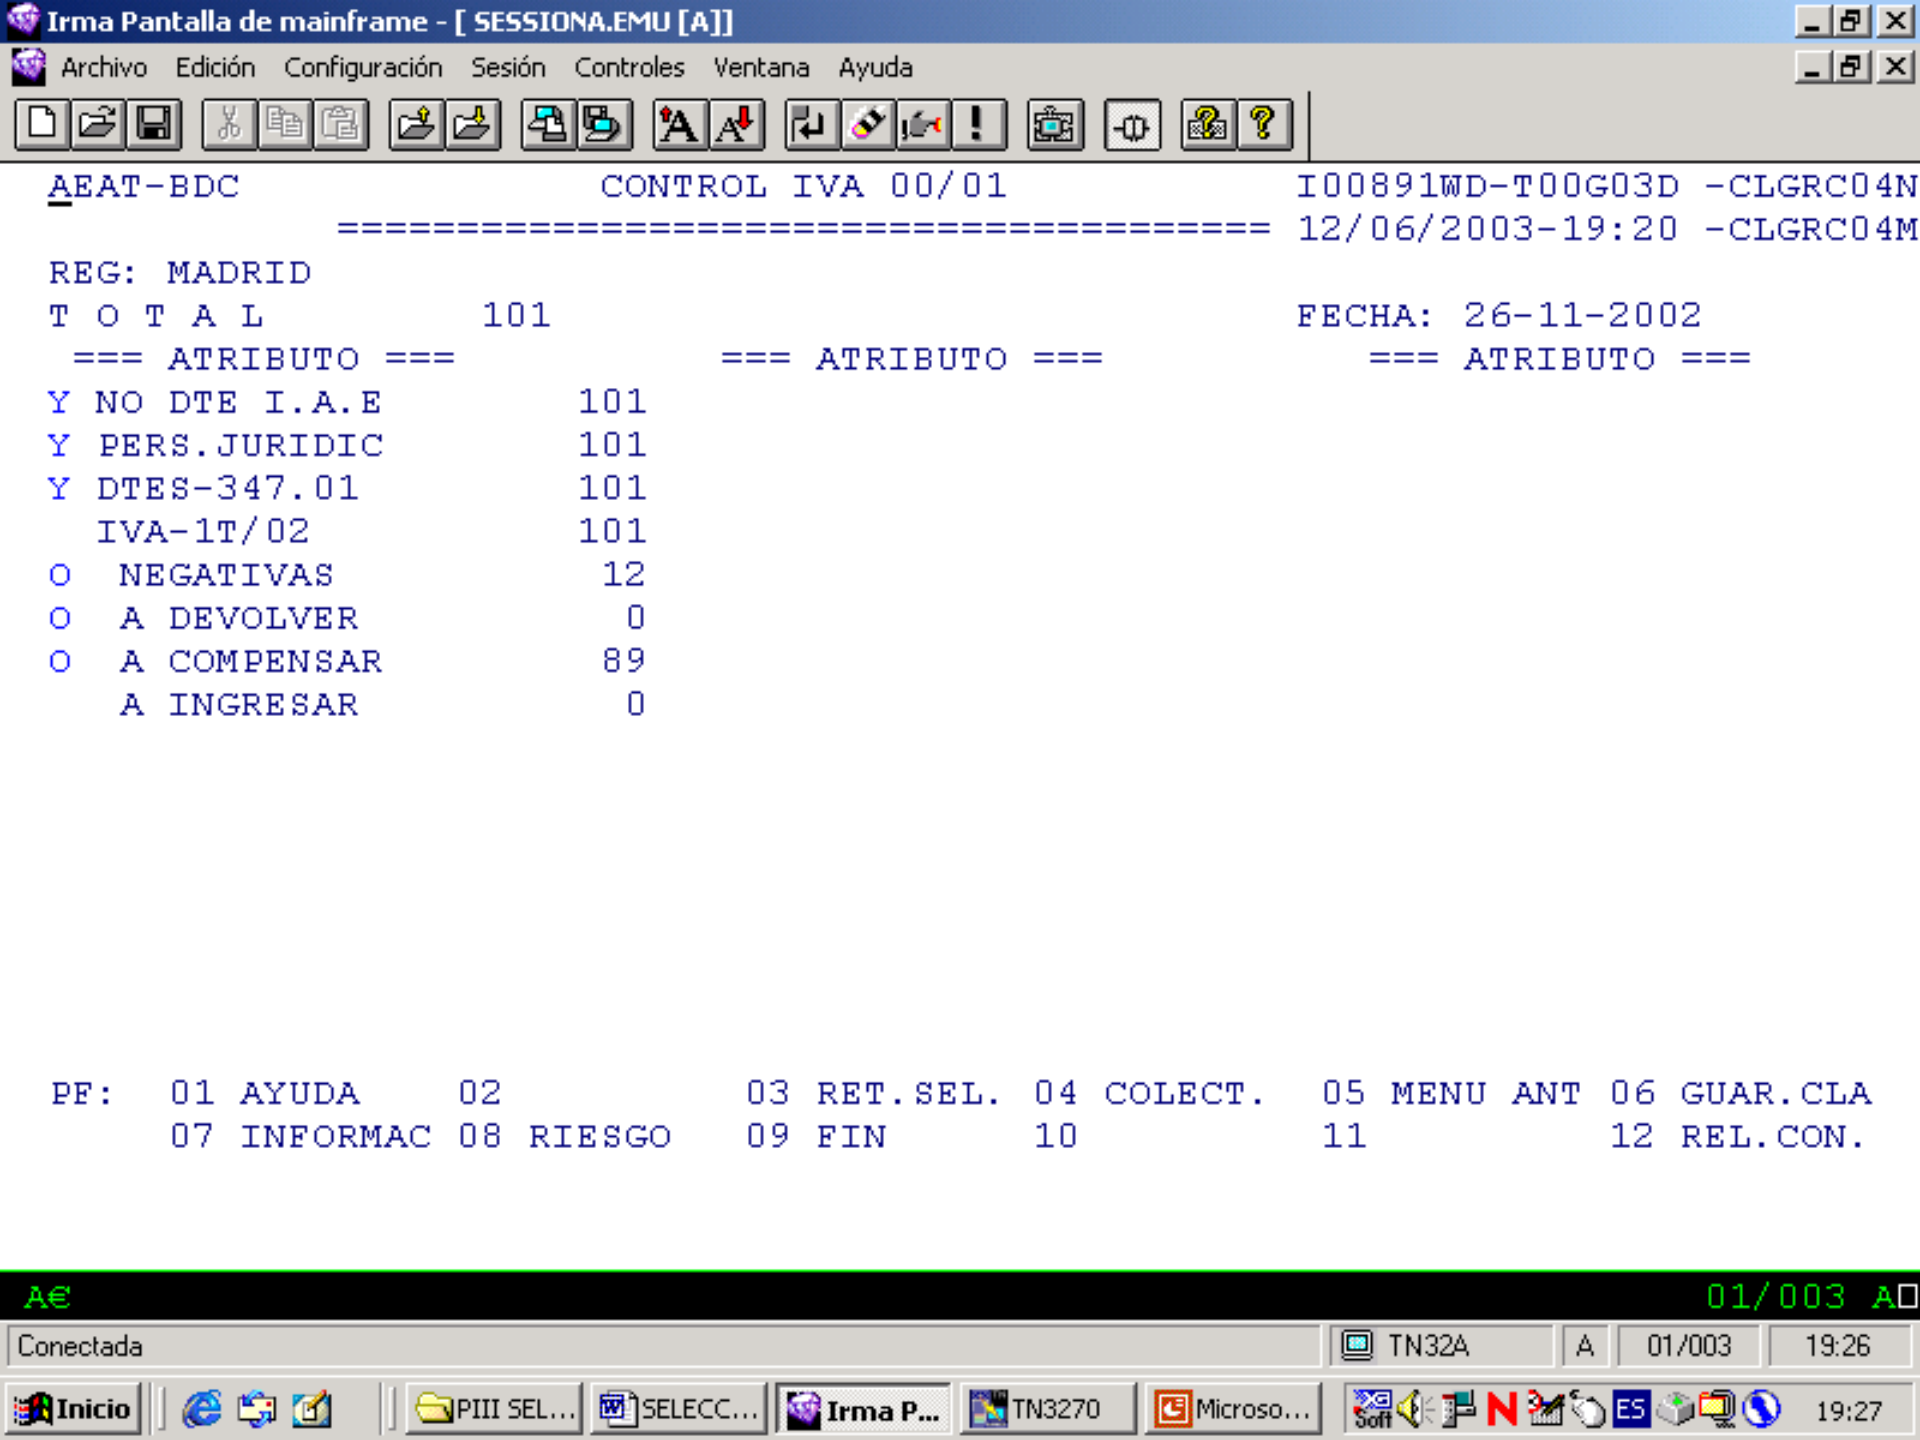 Irma Pantalla de mainframe - [ SESSIONA.EMU [A]]
Archivo Edición Configuración Sesión Controles Ventana Ayuda
AEAT-BDC CONTROL IVA 00/01 I00891WD-T00G03D -CLGRC04N
======================================= 12/06/2003-19:20 -CLGRC04M
REG: MADRID
T O T A L 101 FECHA: 26-11-2002
=== ATRIBUTO === === ATRIBUTO === === ATRIBUTO ===
Y NO DTE I.A.E 101
Y PERS.JURIDIC 101
Y DTES-347.01 101
IVA-1T/02 101
O NEGATIVAS 12
O A DEVOLVER 0
O A COMPENSAR 89
A INGRESAR 0
PF: 01 AYUDA 02 03 RET.SEL. 04 COLECT. 05 MENU ANT 06 GUAR.CLA
07 INFORMAC 08 RIESGO 09 FIN 10 11 12 REL.CON.
A€ 01/003 A
Conectada TN32A A 01/003 19:26
Inicio PIII SEL... SELECC... Irma P... TN3270 Microso... Soft N ES 19:27